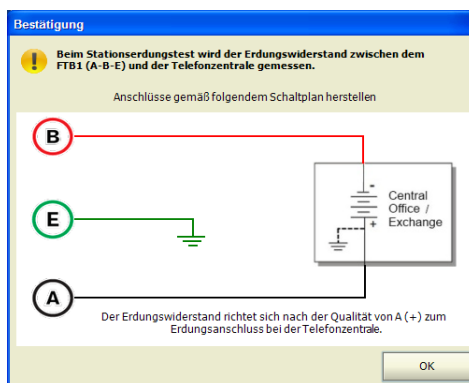 Bestätigung
Beim Stationserdungstest wird der Erdungswiderstand zwischen dem
FTB1 (A-B-E) und der Telefonzentrale gemessen.
Anschlüsse gemäß folgendem Schaltplan herstellen
B
-
Central
Office /
Exchange
+
E
A
Der Erdungswiderstand richtet sich nach der Qualität von A (+) zum
Erdungsanschluss bei der Telefonzentrale.
OK